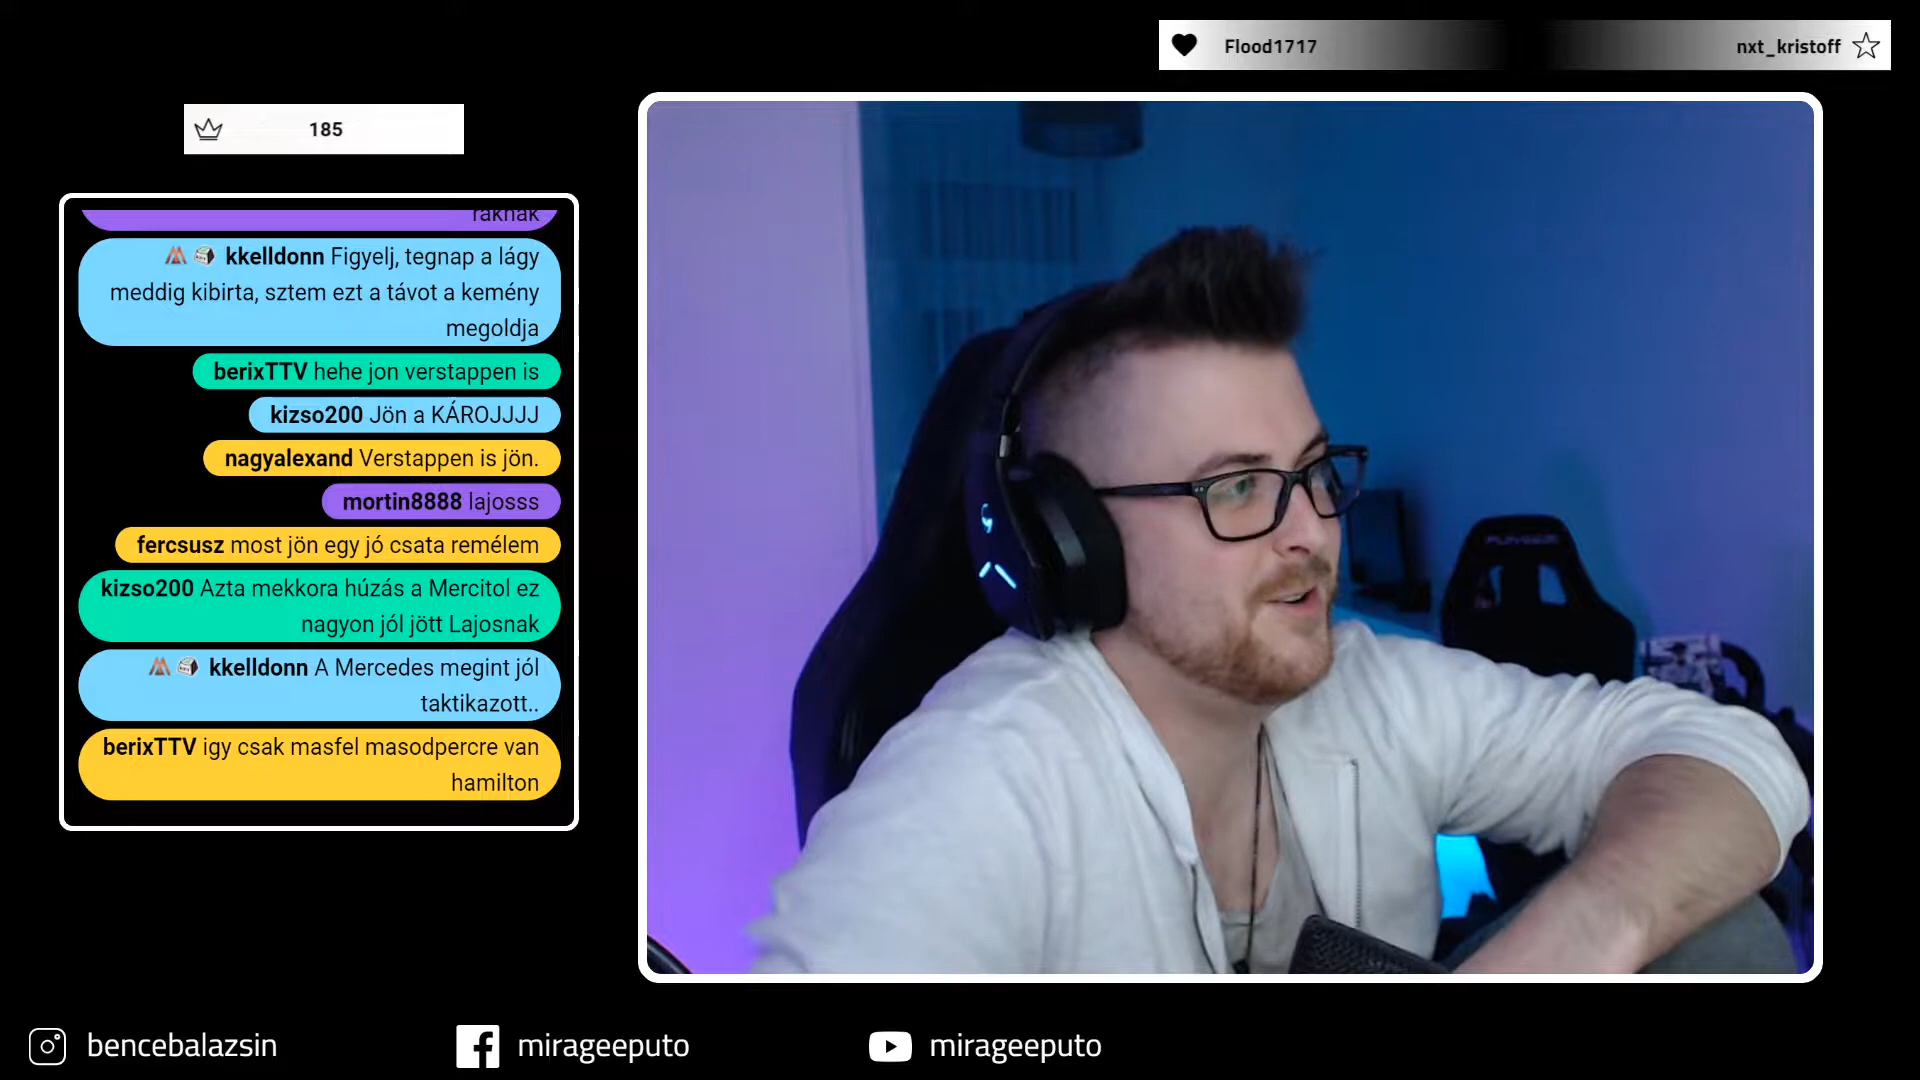 Flood1717
nxt_kristoff
185
raknak
kkelldonn Figyelj, tegnap a lágy
meddig kibirta, sztem ezt a távot a kemény
megoldja
berixTTV hehe jon verstappen is
kizso200 Jön a KÁROJJJJ
nagyalexand Verstappen is jön.
mortin8888 lajosss
fercsusz most jön egy jó csata remélem
kizso200 Azta mekkora húzás a Mercitol ez
nagyon jól jött Lajosnak
kkelldonn A Mercedes megint jól
taktikazott..
berixTTV igy csak masfel masodpercre van
hamilton
bencebalazsin
mirageeputo
mirageeputo